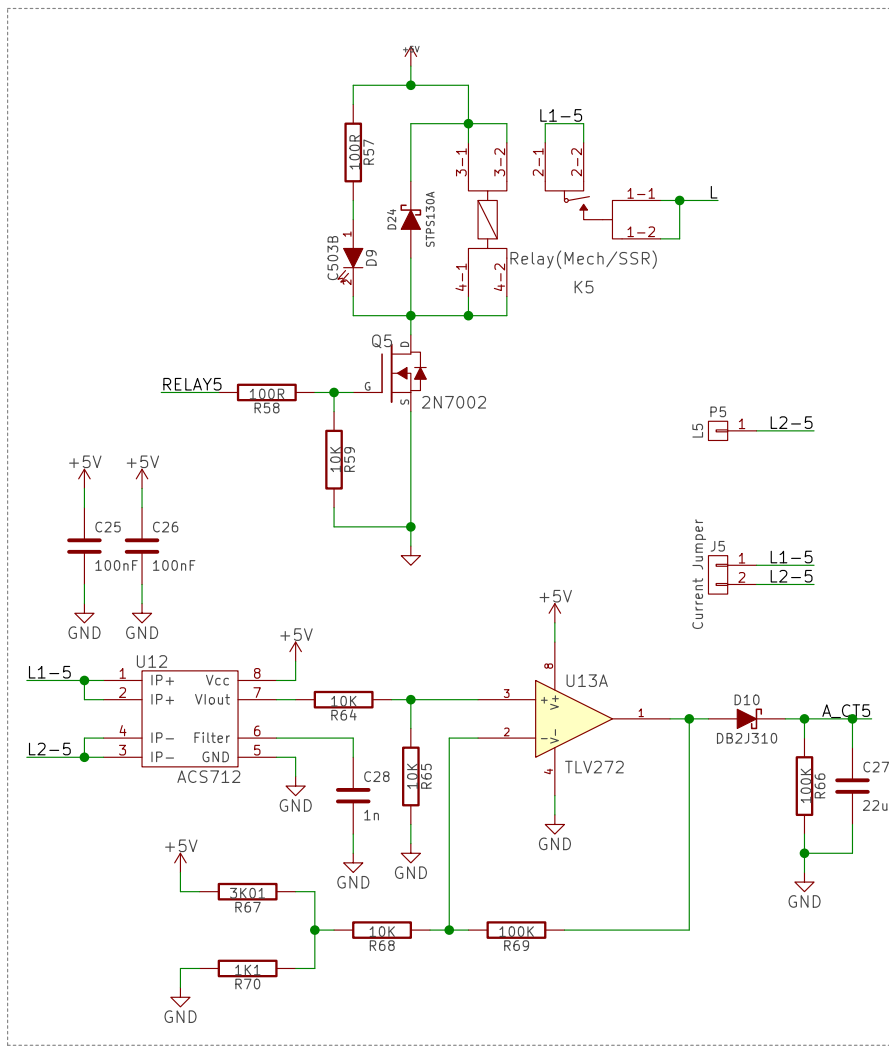 +5V
L1-5
100R
R57
3-1
3-2
2-1
2-2
D24
STPS130A
1-1
L
1-2
C503B
1
D9
2
4-1
4-2
Relay(Mech/SSR)
K5
Q5
D
RELAY5
100R
R58
G
S
2N7002
10K
R59
P5
L5
1
L2-5
+5V
+5V
C25
100nF
C26
100nF
GND
GND
Current Jumper
J5
1
L1-5
2
L2-5
+5V
+5V
U12
L1-5
1
IP+
Vcc
8
2
IP+
VIout
7
4
IP-
Filter
6
L2-5
3
IP-
GND
5
ACS712
10K
R64
10K
R65
GND
C28
1n
GND
GND
8
U13A
3
+
V+
1
2
−
V-
4
TLV272
GND
D10
DB2J310
A_CT5
100K
R66
C27
22u
GND
+5V
3K01
R67
10K
R68
100K
R69
1K1
R70
GND